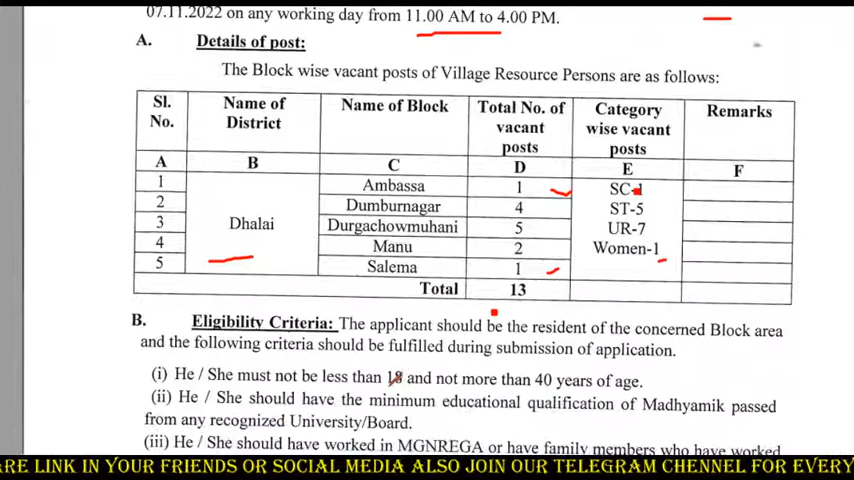 07.11.2022 on any working day from 11.00 AM to 4.00 PM.
A. Details of post:
The Block wise vacant posts of Village Resource Persons are as follows:
Sl. No. Name of District Name of Block Total No. of vacant posts Category wise vacant posts Remarks
A B C D E F
1 Ambassa 1 SC-1
2 Dumburnagar 4 ST-5
3 Dhalai Durgachowmuhani 5 UR-7
4 Manu 2 Women-1
5 Salema 1
Total 13
B. Eligibility Criteria: The applicant should be the resident of the concerned Block area
and the following criteria should be fulfilled during submission of application.
(i) He / She must not be less than 18 and not more than 40 years of age.
(ii) He / She should have the minimum educational qualification of Madhyamik passed
from any recognized University/Board.
(iii) He / She should have worked in MGNREGA or have family members who have worked
ARE LINK IN YOUR FRIENDS OR SOCIAL MEDIA ALSO JOIN OUR TELEGRAM CHENNEL FOR EVERY